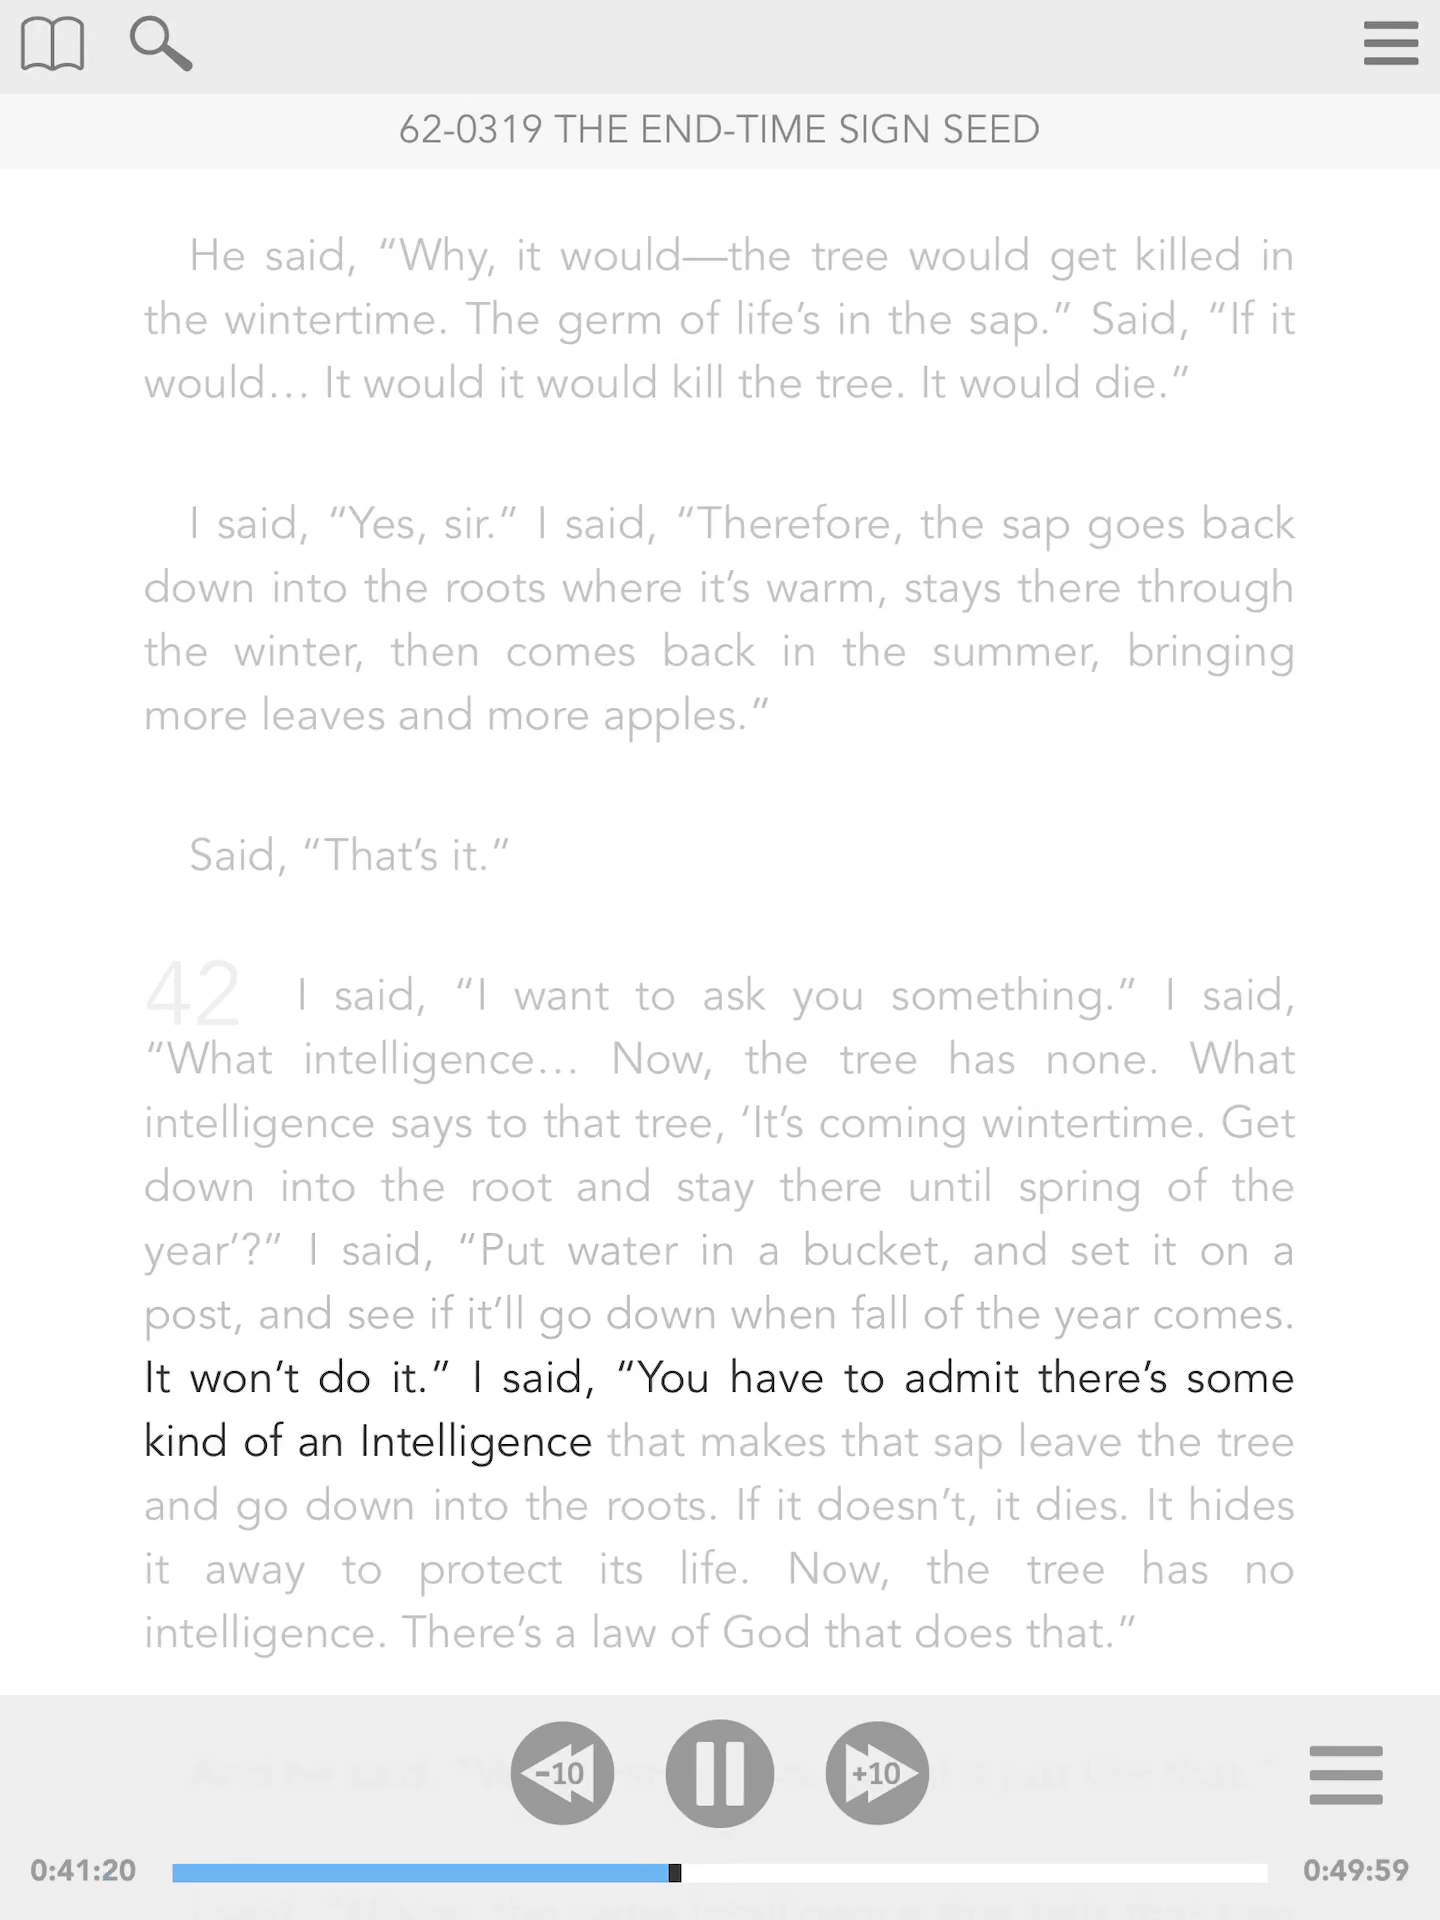 62-0319 THE END-TIME SIGN SEED
He said, “Why, it would—the tree would get killed in
the wintertime. The germ of life’s in the sap.” Said, “If it
would… It would it would kill the tree. It would die.”
I said, “Yes, sir.” I said, “Therefore, the sap goes back
down into the roots where it’s warm, stays there through
the winter, then comes back in the summer, bringing
more leaves and more apples.”
Said, “That’s it.”
42 I said, “I want to ask you something.” I said,
“What intelligence… Now, the tree has none. What
intelligence says to that tree, ‘It’s coming wintertime. Get
down into the root and stay there until spring of the
year’?” I said, “Put water in a bucket, and set it on a
post, and see if it’ll go down when fall of the year comes.
It won’t do it.” I said, “You have to admit there’s some
kind of an Intelligence that makes that sap leave the tree
and go down into the roots. If it doesn’t, it dies. It hides
it away to protect its life. Now, the tree has no
intelligence. There’s a law of God that does that.”
-10 +10
0:41:20 0:49:59